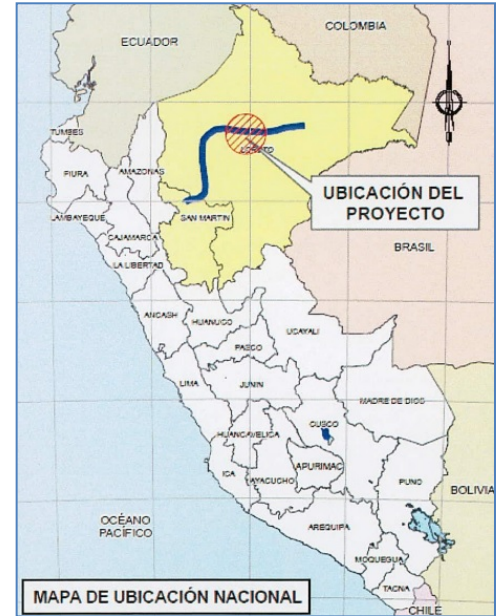 COLOMBIA
ECUADOR
TUMBES
LORETO
PIURA
AMAZONAS
UBICACIÓN DEL
PROYECTO
LAMBAYEQUE
SAN MARTIN
CAJAMARCA
BRASIL
LA LIBERTAD
ANCASH
HUANUCO
UCAYALI
PASCO
LIMA
JUNIN
MADRE DE DIOS
CUSCO
HUANCAVELICA
ICA
APURIMAC
AYACUCHO
PUNO
BOLIVIA
OCÉANO
PACÍFICO
AREQUIPA
MOQUEGUA
TACNA
MAPA DE UBICACIÓN NACIONAL
CHILE